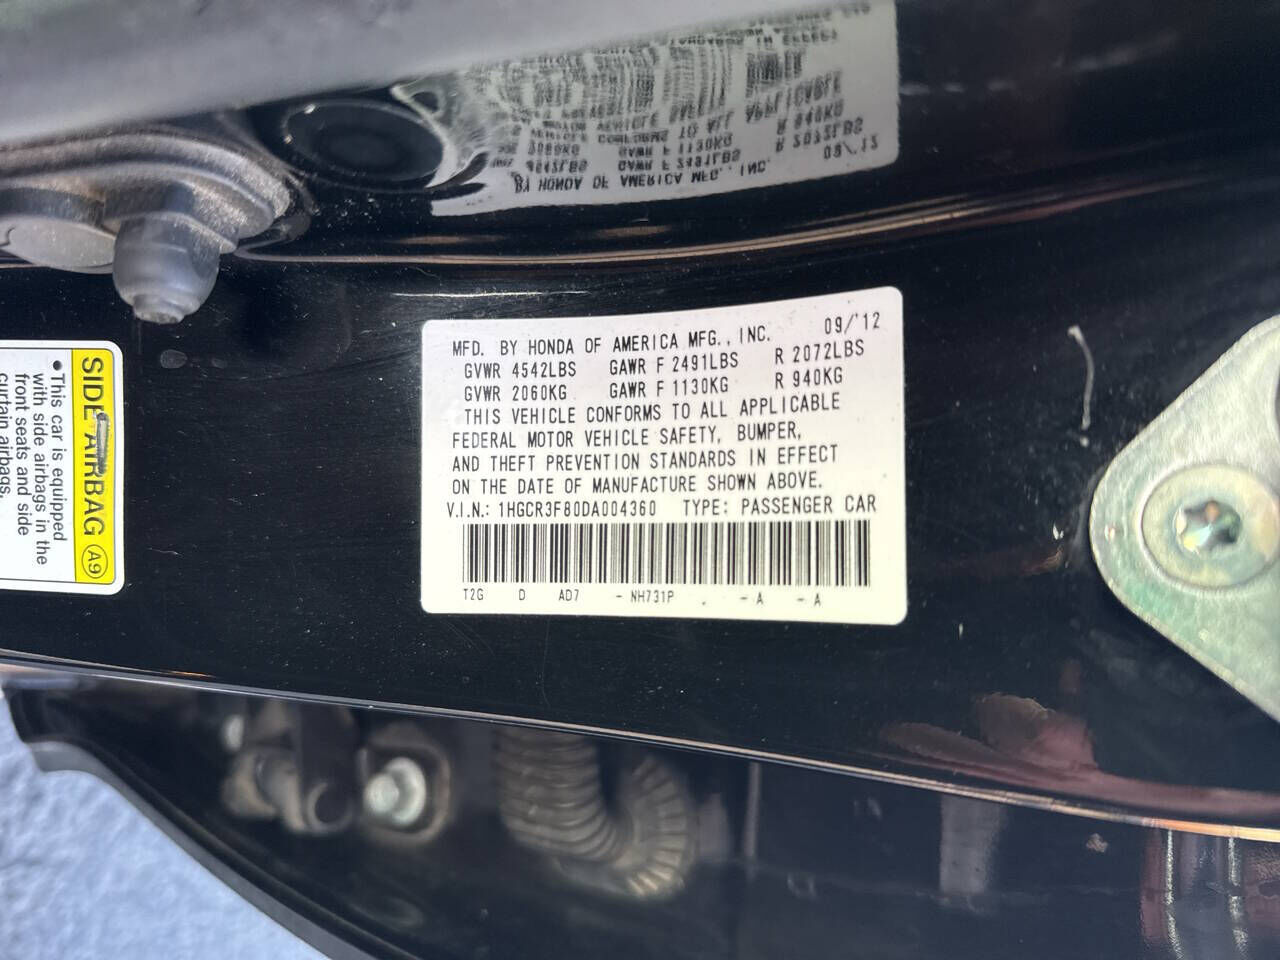 MFD. BY HONDA OF AMERICA MFG., INC. 09/'12
GVWR 4542LBS GAWR F 2491LBS R 2072LBS
GVWR 2060KG GAWR F 1130KG R 940KG
THIS VEHICLE CONFORMS TO ALL APPLICABLE
FEDERAL MOTOR VEHICLE SAFETY, BUMPER,
AND THEFT PREVENTION STANDARDS IN EFFECT
ON THE DATE OF MANUFACTURE SHOWN ABOVE.
V.I.N.: 1HGCR3F80DA004360 TYPE: PASSENGER CAR
T2G D AD7 - NH731P - A - A
SIDE AIRBAG A9
• This car is equipped
with side airbags in the
front seats and side
curtain airbags.